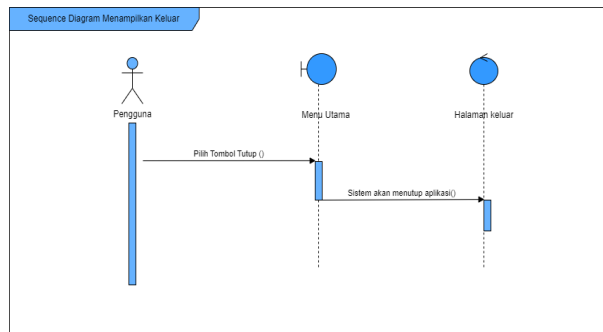 Sequence Diagram Menampilkan Keluar
Pengguna
Menu Utama
Halaman keluar
Pilih Tombol Tutup ()
Sistem akan menutup aplikasi()